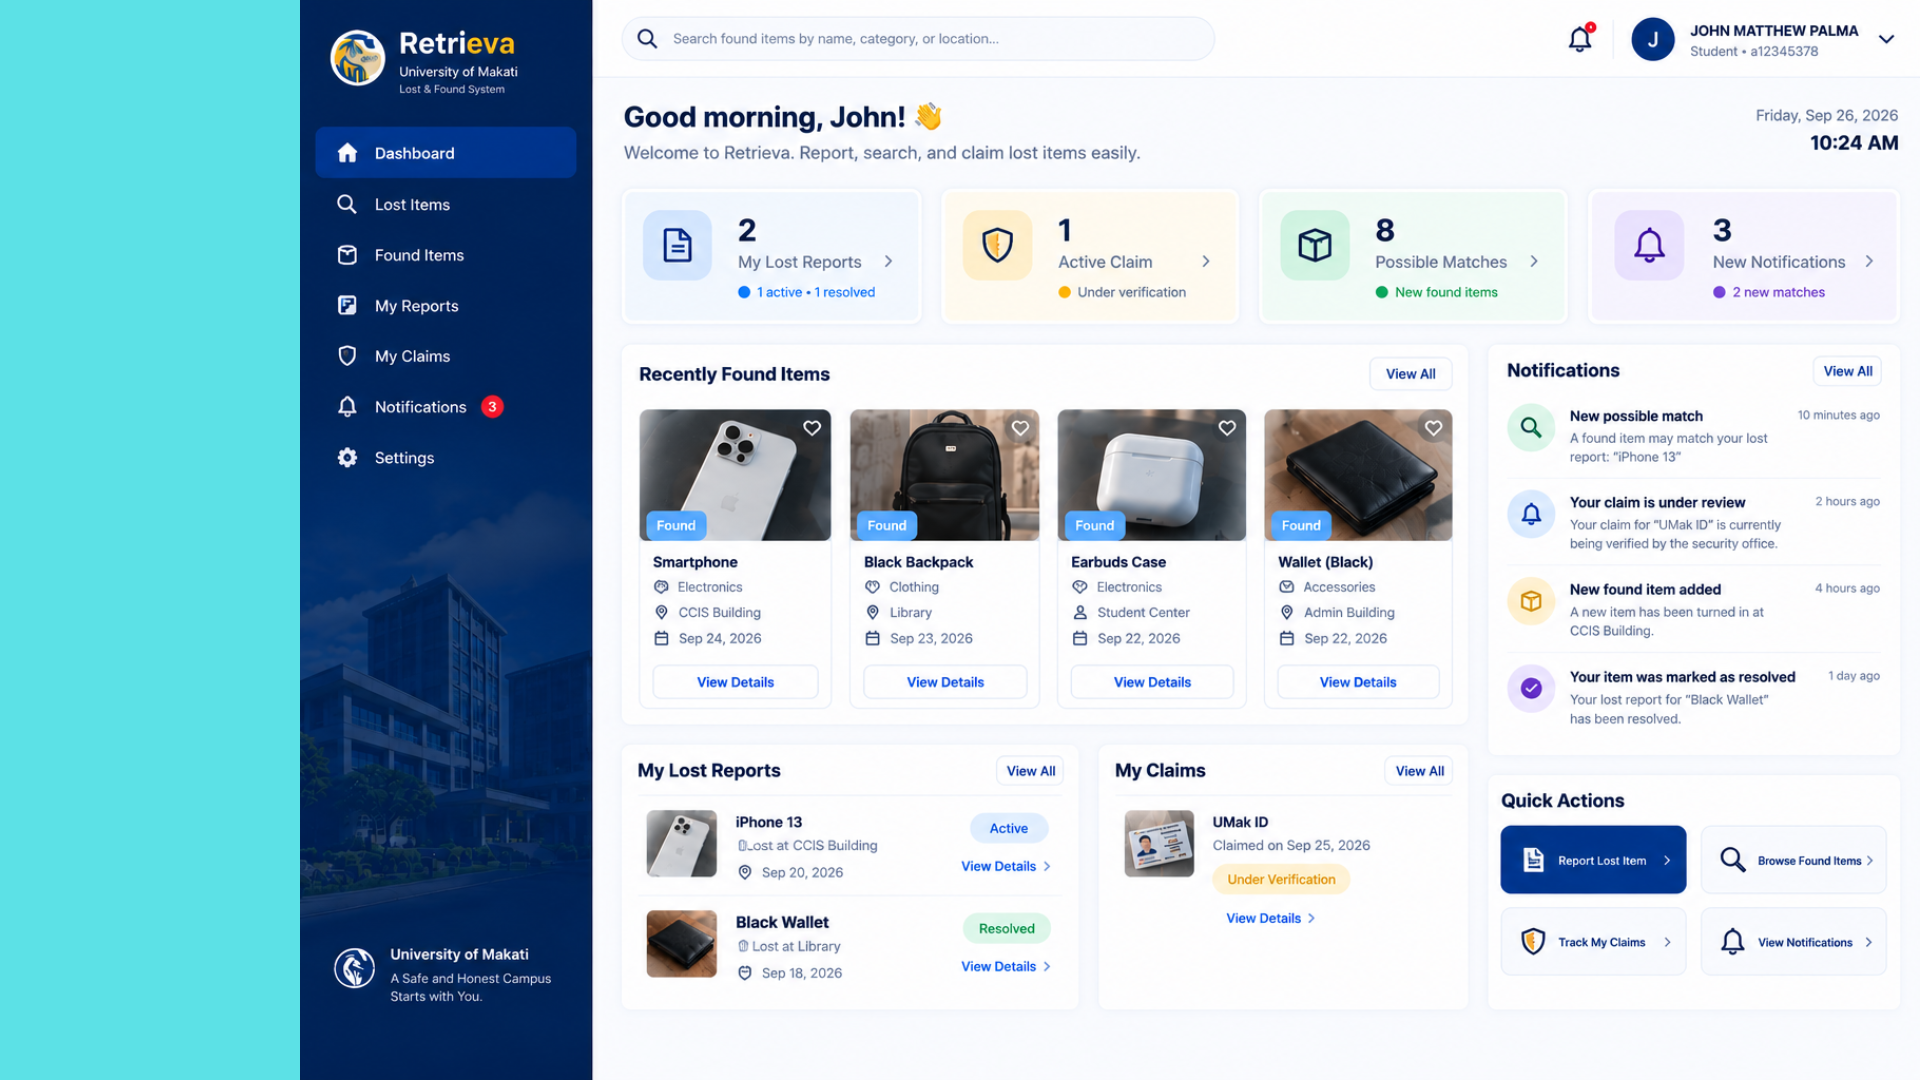 Retrieva
University of Makati
Lost & Found System
Dashboard
Lost Items
Found Items
My Reports
My Claims
Notifications 3
Settings
University of Makati
A Safe and Honest Campus
Starts with You.
Search found items by name, category, or location...
J
JOHN MATTHEW PALMA
Student • a12345378
Good morning, John! 👋
Welcome to Retrieva. Report, search, and claim lost items easily.
Friday, Sep 26, 2026
10:24 AM
2
My Lost Reports
1 active • 1 resolved
1
Active Claim
Under verification
8
Possible Matches
New found items
3
New Notifications
2 new matches
Recently Found Items
View All
Found
Smartphone
Electronics
CCIS Building
Sep 24, 2026
View Details
Found
Black Backpack
Clothing
Library
Sep 23, 2026
View Details
Found
Earbuds Case
Electronics
Student Center
Sep 22, 2026
View Details
Found
Wallet (Black)
Accessories
Admin Building
Sep 22, 2026
View Details
Notifications
View All
New possible match
10 minutes ago
A found item may match your lost
report: "iPhone 13"
Your claim is under review
2 hours ago
Your claim for "UMak ID" is currently
being verified by the security office.
New found item added
4 hours ago
A new item has been turned in at
CCIS Building.
Your item was marked as resolved
1 day ago
Your lost report for "Black Wallet"
has been resolved.
My Lost Reports
View All
iPhone 13
Lost at CCIS Building
Sep 20, 2026
Active
View Details
Black Wallet
Lost at Library
Sep 18, 2026
Resolved
View Details
My Claims
View All
UMak ID
Claimed on Sep 25, 2026
Under Verification
View Details
Quick Actions
Report Lost Item
Browse Found Items
Track My Claims
View Notifications